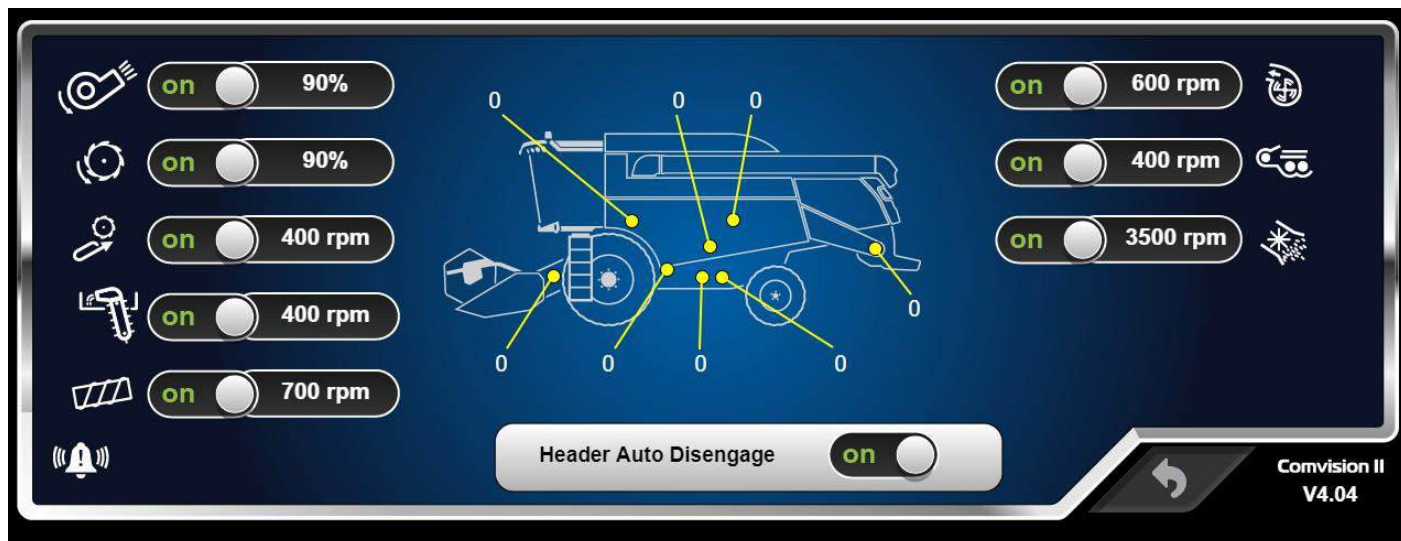 on 90%
on 90%
on 400 rpm
on 400 rpm
on 700 rpm
0 0 0
0
0 0 0 0
on 600 rpm
on 400 rpm
on 3500 rpm
Header Auto Disengage on
Comvision II
V4.04